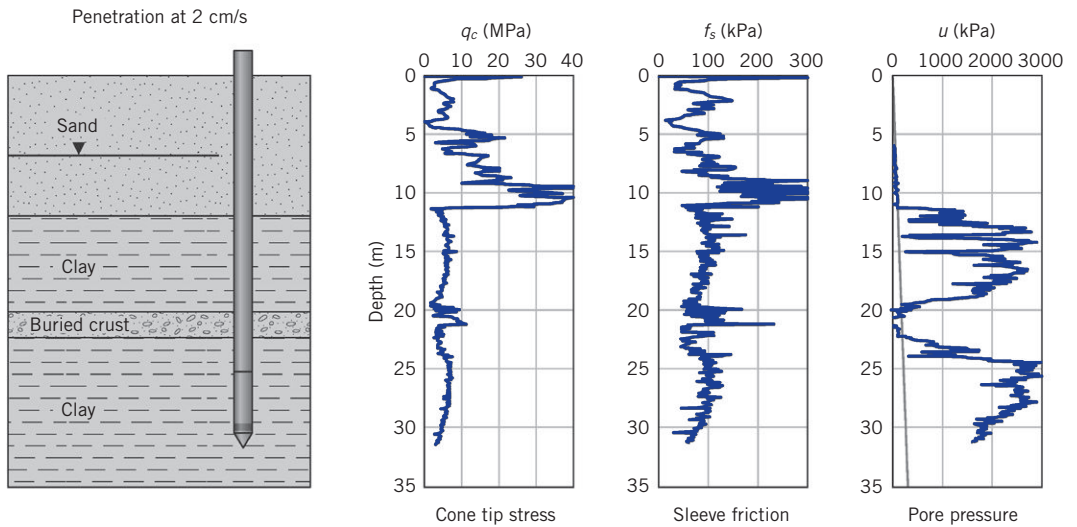 Penetration at 2 cm/s
Sand
Clay
Buried crust
Clay
qc (MPa)
0 10 20 30 40
0
5
10
15
20
25
30
35
Depth (m)
Cone tip stress
fs (kPa)
0 100 200 300
0
5
10
15
20
25
30
35
Sleeve friction
u (kPa)
0 1000 2000 3000
0
5
10
15
20
25
30
35
Pore pressure